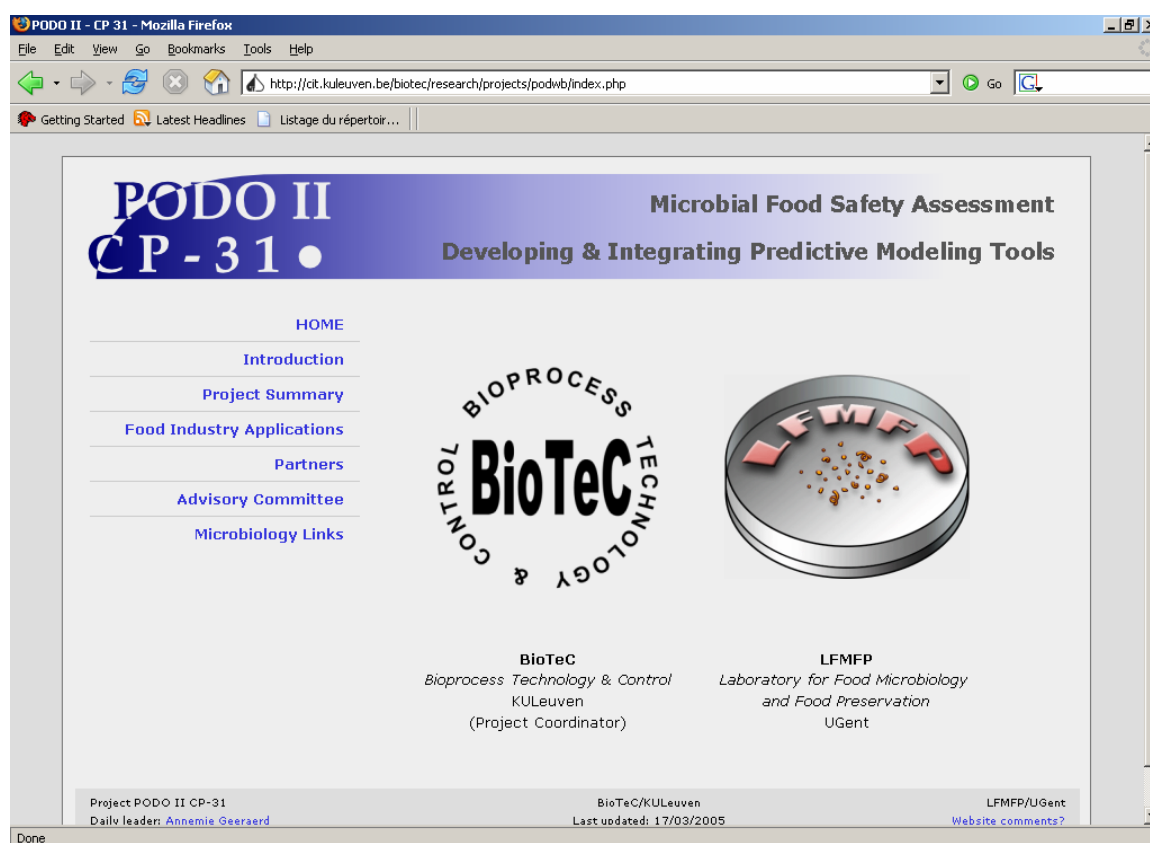 PODO II - CP 31 - Mozilla Firefox
File Edit View Go Bookmarks Tools Help
http://cit.kuleuven.be/biotec/research/projects/podwb/index.php
Go
G
Getting Started Latest Headlines Listage du répertoir...
PODO II
CP-31
Microbial Food Safety Assessment
Developing & Integrating Predictive Modeling Tools
HOME
Introduction
Project Summary
Food Industry Applications
Partners
Advisory Committee
Microbiology Links
BIOPROCESS TECHNOLOGY & CONTROL
BioTeC
LFMFP
BioTeC
Bioprocess Technology & Control
KULeuven
(Project Coordinator)
LFMFP
Laboratory for Food Microbiology
and Food Preservation
UGent
Project PODO II CP-31
Daily leader: Annemie Geeraerd
BioTeC/KULeuven
Last updated: 17/03/2005
LFMFP/UGent
Website comments?
Done